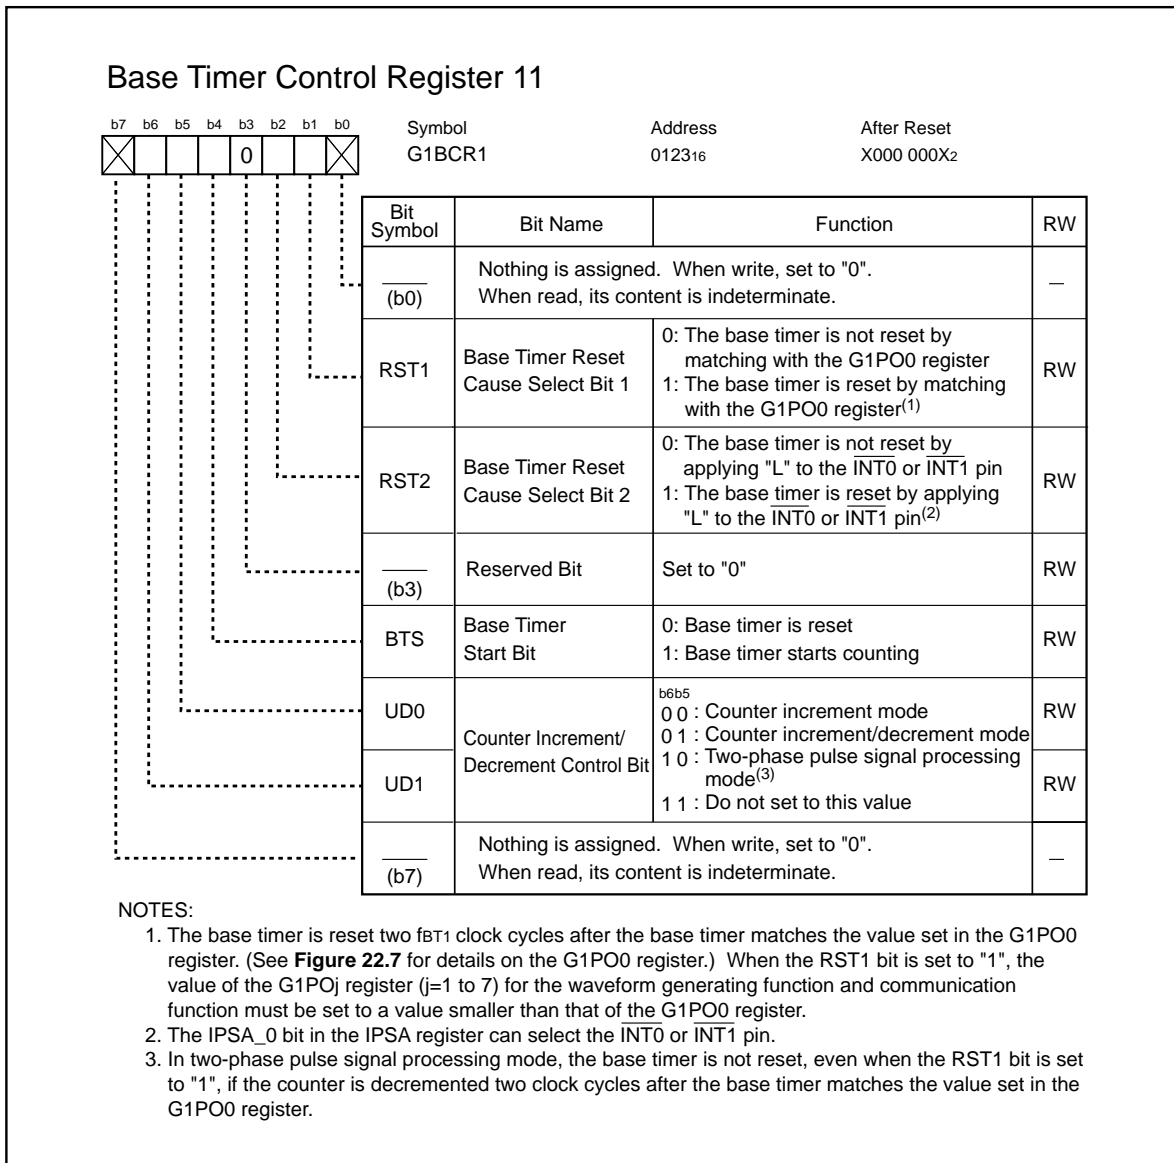 Base Timer Control Register 11
b7 b6 b5 b4 b3 b2 b1 b0
0
Symbol Address After Reset
G1BCR1 012316 X000 000X2
Bit Symbol Bit Name Function RW
(b0) Nothing is assigned. When write, set to "0".
When read, its content is indeterminate. —
RST1 Base Timer Reset
Cause Select Bit 1
0: The base timer is not reset by
matching with the G1PO0 register
1: The base timer is reset by matching
with the G1PO0 register(1)
RW
RST2 Base Timer Reset
Cause Select Bit 2
0: The base timer is not reset by
applying "L" to the INT0 or INT1 pin
1: The base timer is reset by applying
"L" to the INT0 or INT1 pin(2)
RW
(b3) Reserved Bit Set to "0" RW
BTS Base Timer
Start Bit
0: Base timer is reset
1: Base timer starts counting
RW
UD0
UD1
Counter Increment/
Decrement Control Bit
b6b5
0 0 : Counter increment mode
0 1 : Counter increment/decrement mode
1 0 : Two-phase pulse signal processing
mode(3)
1 1 : Do not set to this value
RW
RW
(b7) Nothing is assigned. When write, set to "0".
When read, its content is indeterminate. —
NOTES:
1. The base timer is reset two fBT1 clock cycles after the base timer matches the value set in the G1PO0
register. (See Figure 22.7 for details on the G1PO0 register.) When the RST1 bit is set to "1", the
value of the G1POj register (j=1 to 7) for the waveform generating function and communication
function must be set to a value smaller than that of the G1PO0 register.
2. The IPSA_0 bit in the IPSA register can select the INT0 or INT1 pin.
3. In two-phase pulse signal processing mode, the base timer is not reset, even when the RST1 bit is set
to "1", if the counter is decremented two clock cycles after the base timer matches the value set in the
G1PO0 register.